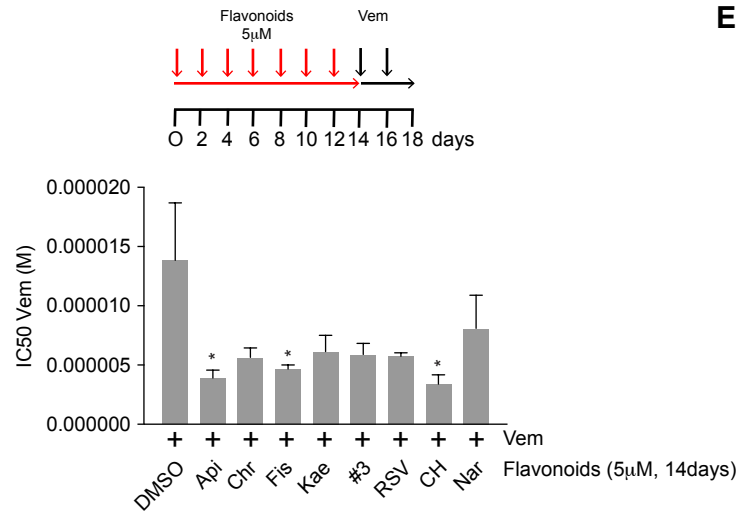 E
Flavonoids Vem
5µM
O 2 4 6 8 10 12 14 16 18 days
0.000020
0.000015
0.000010
0.000005
0.000000
IC50 Vem (M)
* * *
+ + + + + + + + + Vem
DMSO Api Chr Fis Kae #3 RSV CH Nar Flavonoids (5µM, 14days)